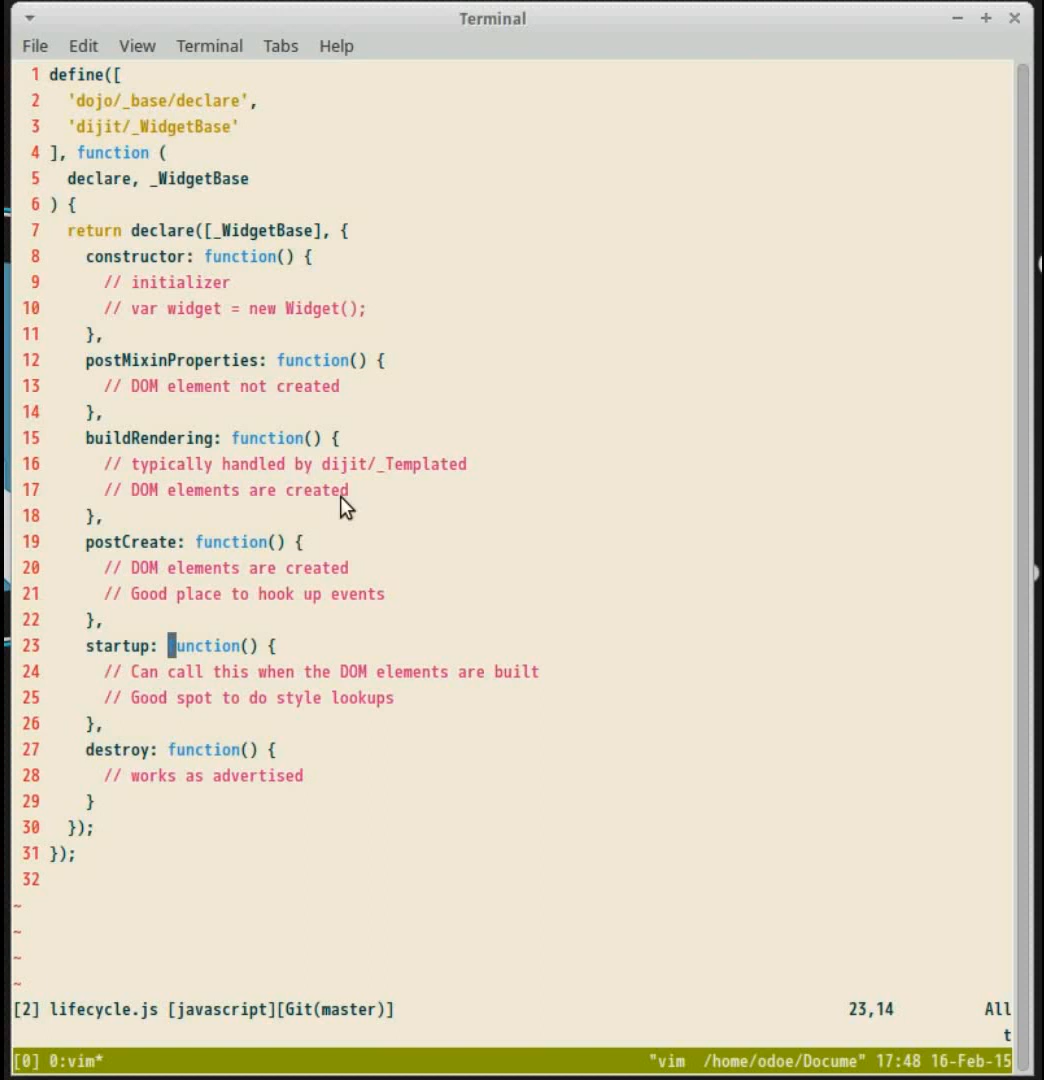 Terminal
File Edit View Terminal Tabs Help
1 define([
2   'dojo/_base/declare',
3   'dijit/_WidgetBase'
4 ], function (
5   declare, _WidgetBase
6 ) {
7   return declare([_WidgetBase], {
8     constructor: function() {
9       // initializer
10       // var widget = new Widget();
11     },
12     postMixinProperties: function() {
13       // DOM element not created
14     },
15     buildRendering: function() {
16       // typically handled by dijit/_Templated
17       // DOM elements are created
18     },
19     postCreate: function() {
20       // DOM elements are created
21       // Good place to hook up events
22     },
23     startup: function() {
24       // Can call this when the DOM elements are built
25       // Good spot to do style lookups
26     },
27     destroy: function() {
28       // works as advertised
29     }
30   });
31 });
32
~
~
~
~
[2] lifecycle.js [javascript][Git(master)] 23,14 All
t
[0] 0:vim* "vim /home/odoe/Docume" 17:48 16-Feb-15